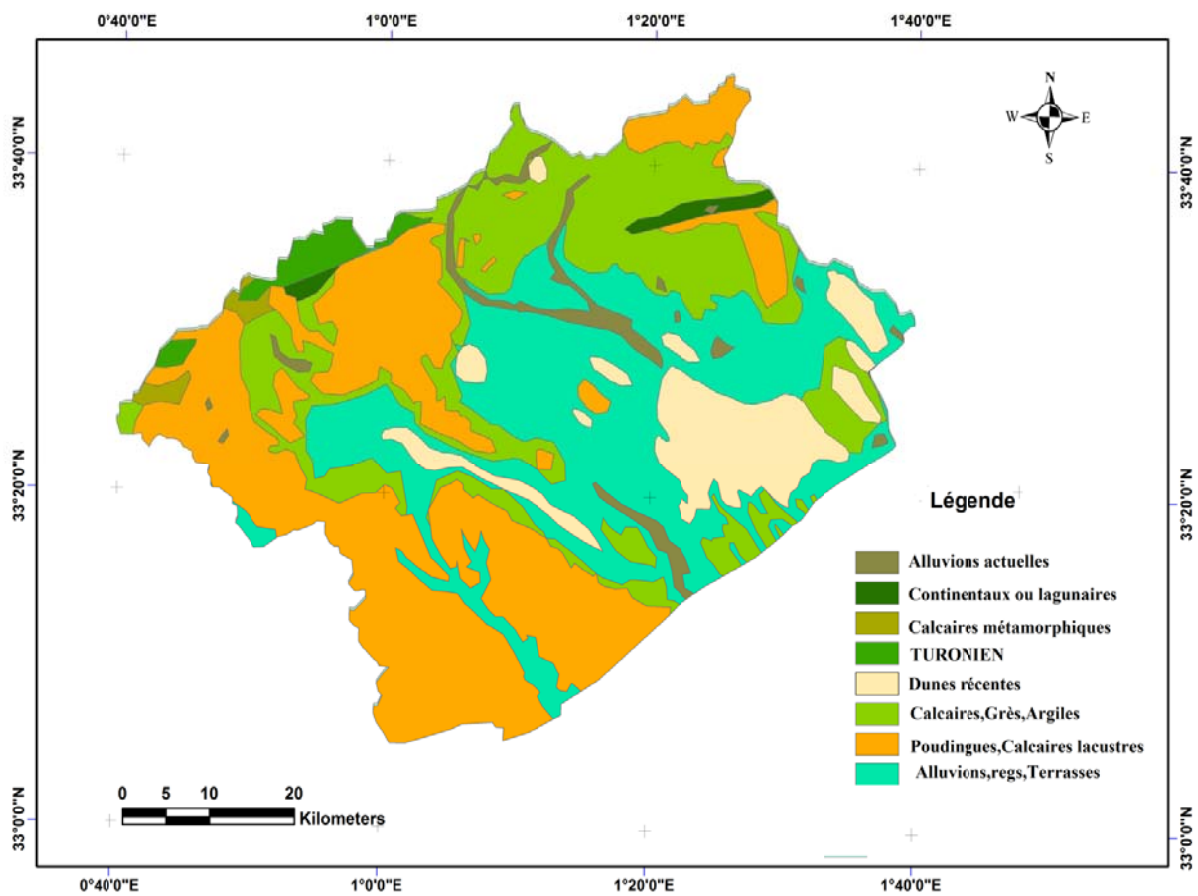 0°40'0"E 1°0'0"E 1°20'0"E 1°40'0"E
N
W E
S
33°40'0"N 33°40'0"N
33°20'0"N 33°20'0"N
Légende
Alluvions actuelles
Continentaux ou lagunaires
Calcaires métamorphiques
TURONIEN
Dunes récentes
Calcaires,Grès,Argiles
Poudingues,Calcaires lacustres
Alluvions,regs,Terrasses
0 5 10 20
Kilometers
33°0'0"N 33°0'0"N
0°40'0"E 1°0'0"E 1°20'0"E 1°40'0"E